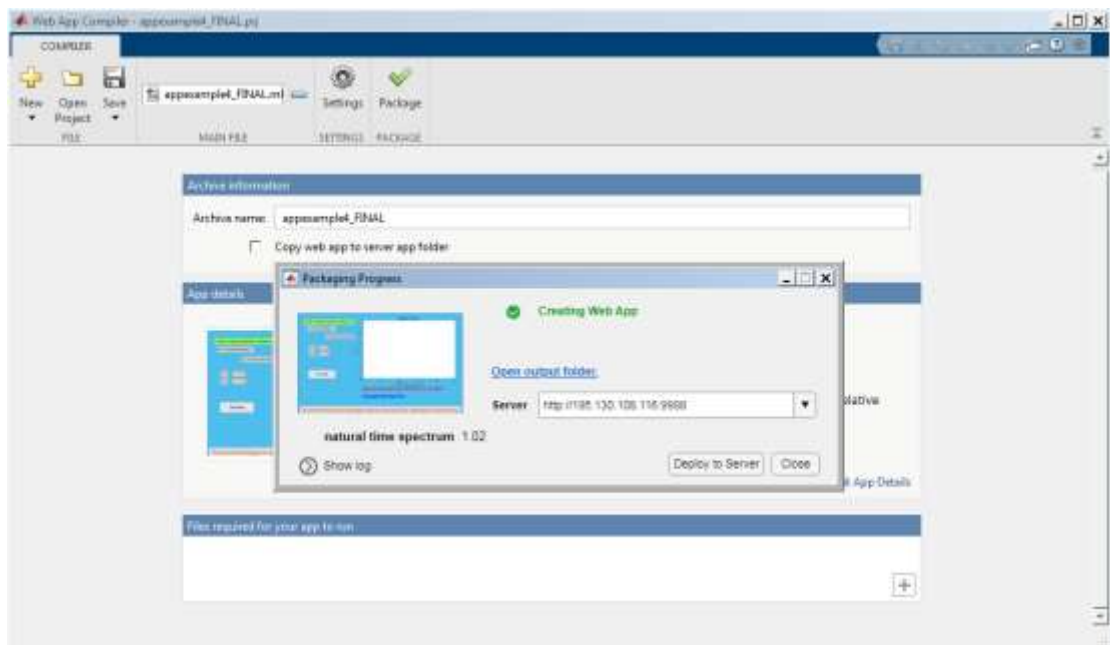 Web App Compiler - appexample4_FINAL.prj
COMPILER
New
Open Project
Save
appexample4_FINAL.ml
Settings
Package
FILE
MAIN FILE
SETTINGS
PACKAGE
Archive information
Archive name:
appexample4_FINAL
Copy web app to server app folder
App details
Packaging Progress
Creating Web App
Open output folder.
Server
natural time spectrum 1.02
Show log
Deploy to Server
Close
elative
App Details
Files required for your app to run